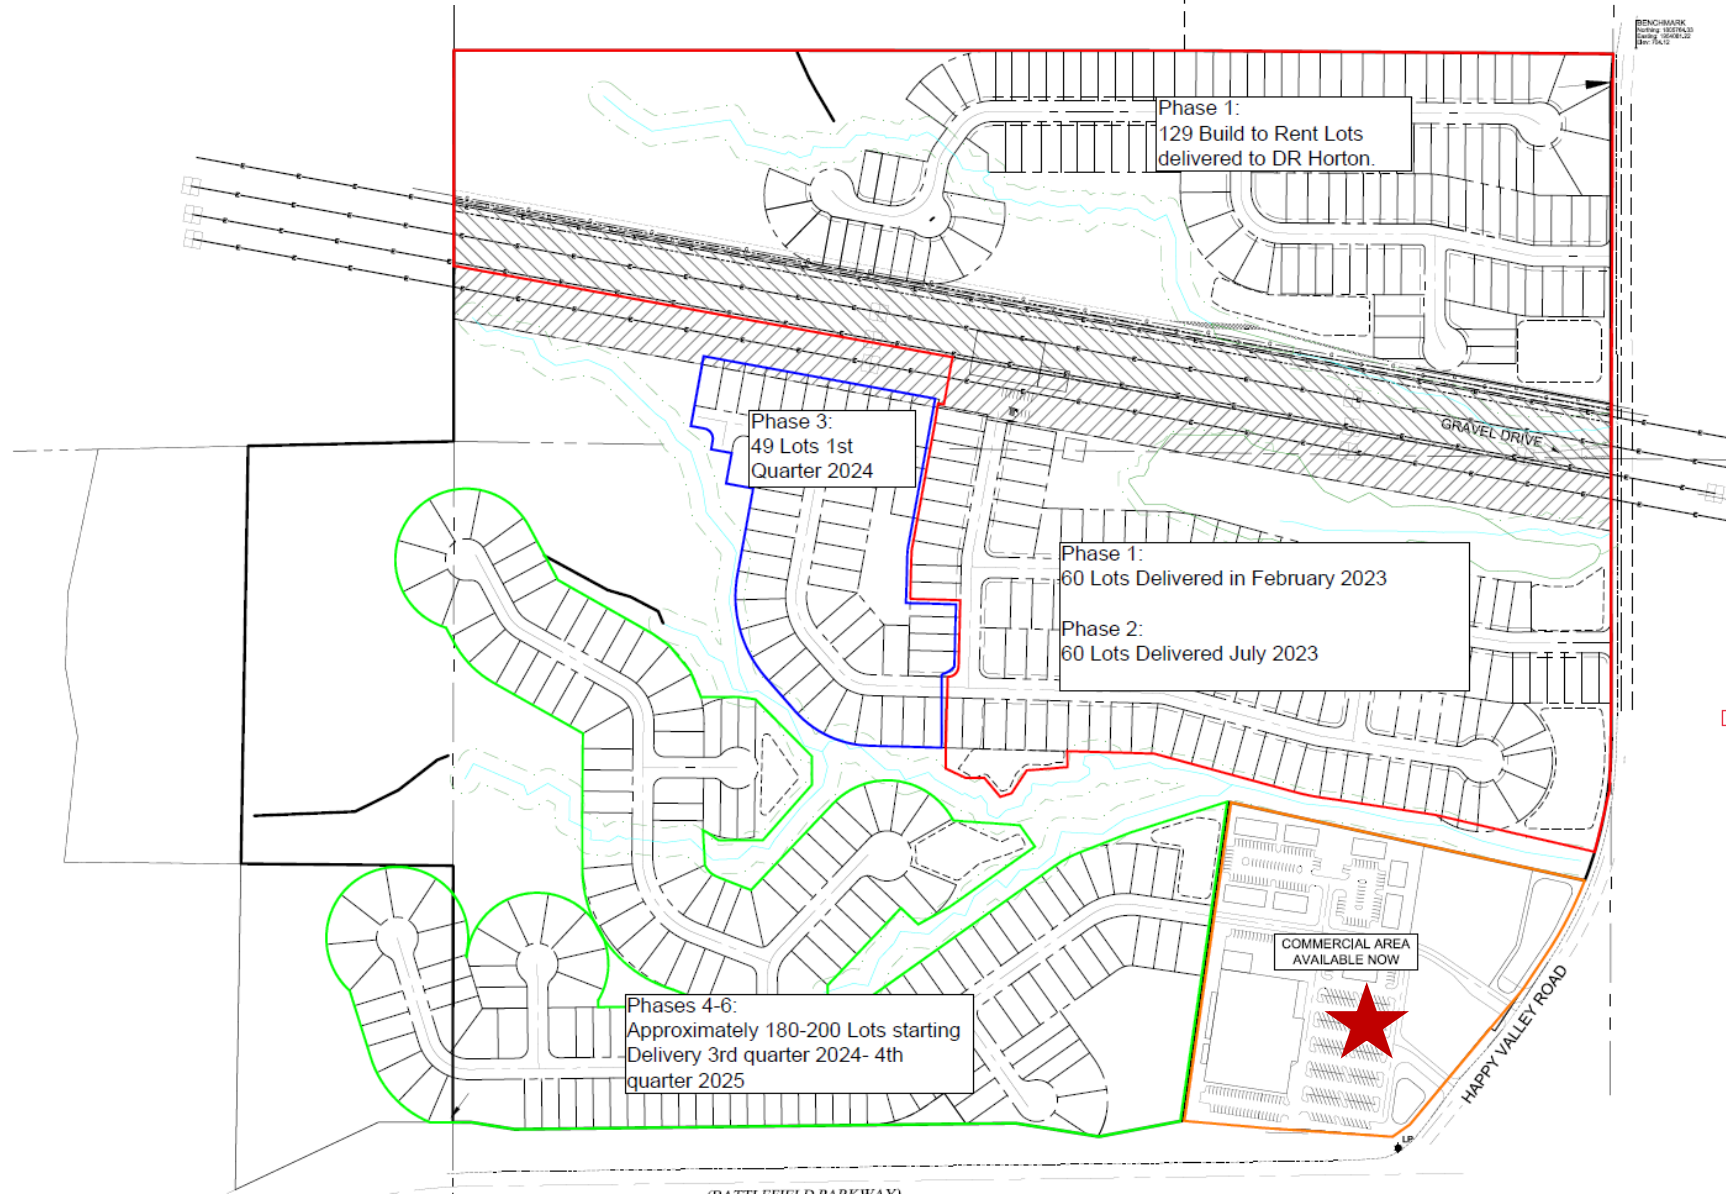 BENCHMARK
Phase 1:
129 Build to Rent Lots
delivered to DR Horton.
GRAVEL DRIVE
Phase 3:
49 Lots 1st
Quarter 2024
Phase 1:
60 Lots Delivered in February 2023
Phase 2:
60 Lots Delivered July 2023
COMMERCIAL AREA
AVAILABLE NOW
HAPPY VALLEY ROAD
Phases 4-6:
Approximately 180-200 Lots starting
Delivery 3rd quarter 2024- 4th
quarter 2025
LP
(BATTLEFIELD PARKWAY)